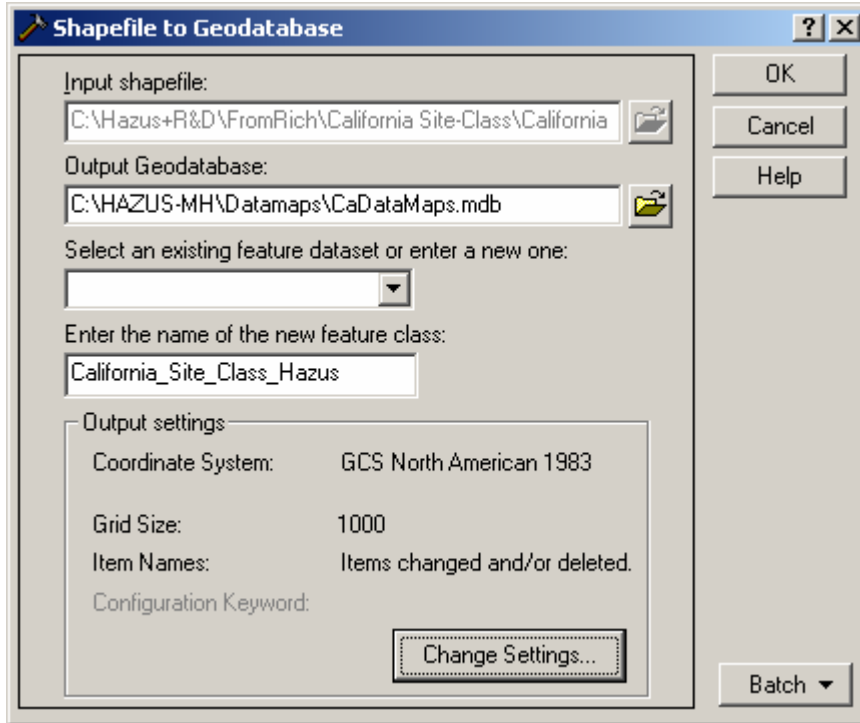 Shapefile to Geodatabase
Input shapefile:
C:\Hazus+R&D\FromRich\California Site-Class\California
Output Geodatabase:
C:\HAZUS-MH\Datamaps\CaDataMaps.mdb
Select an existing feature dataset or enter a new one:
Enter the name of the new feature class:
California_Site_Class_Hazus
Output settings
Coordinate System: GCS North American 1983
Grid Size: 1000
Item Names: Items changed and/or deleted.
Configuration Keyword:
Change Settings...
OK
Cancel
Help
Batch